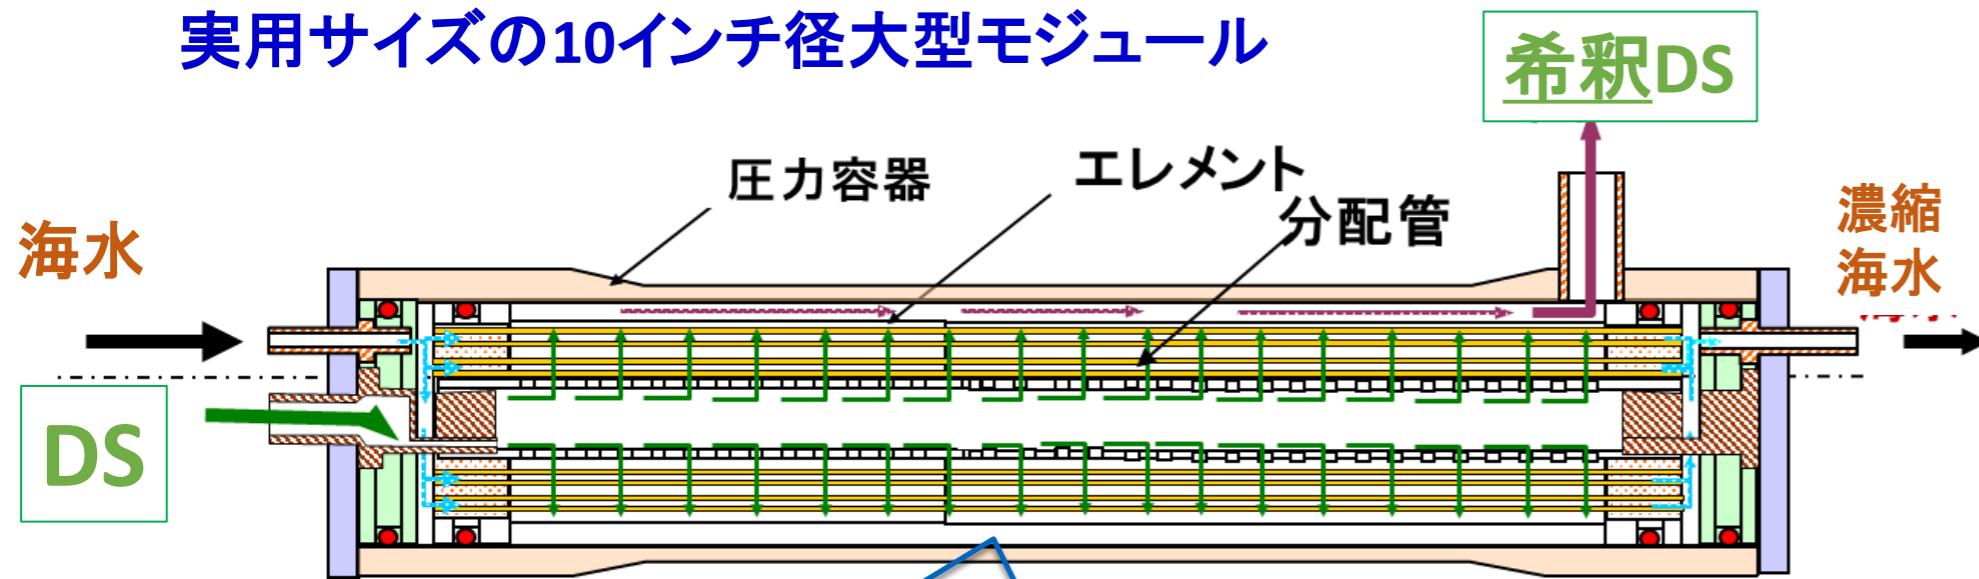 実用サイズの10インチ径大型モジュール
希釈DS
圧力容器
エレメント
分配管
海水
濃縮
海水
DS